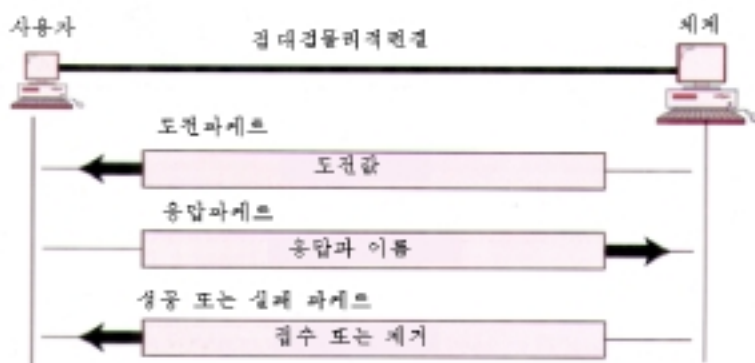 사용자
체계
점대점물리적련결
도전파케트
도전값
응답파케트
응답과 이름
성공 또는 실패 파케트
접수 또는 제거